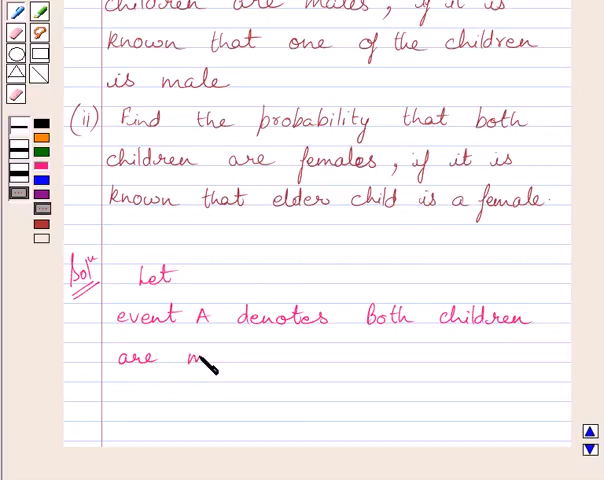 children are males, if it is
known that one of the children
is male
(ii) Find the probability that both
children are females, if it is
known that elder child is a female.
Solⁿ Let
event A denotes Both children
are m